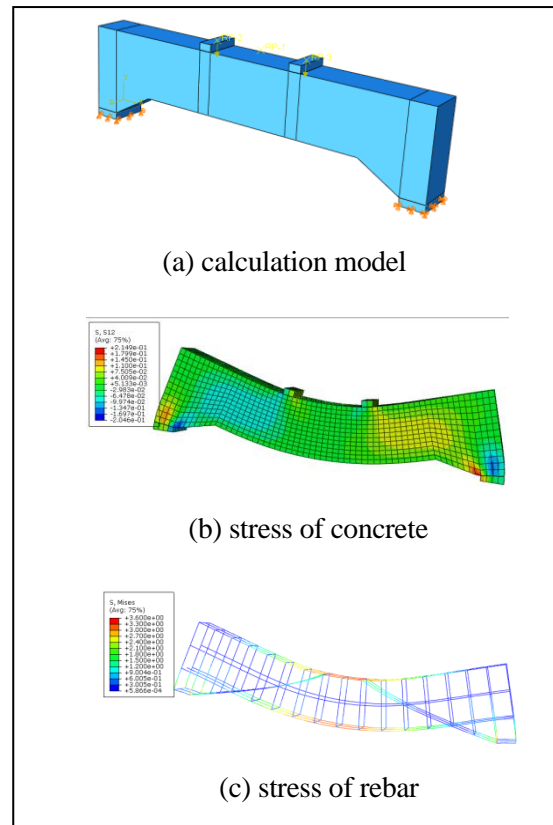 (a) calculation model
S, S12
(Avg: 75%)
+2.149e-01
+1.799e-01
+1.450e-01
+1.100e-01
+7.505e-02
+4.009e-02
+5.133e-03
-2.983e-02
-6.478e-02
-9.974e-02
-1.347e-01
-1.697e-01
-2.046e-01
(b) stress of concrete
S, Mises
(Avg: 75%)
+3.600e+00
+3.300e+00
+3.000e+00
+2.700e+00
+2.400e+00
+2.100e+00
+1.800e+00
+1.500e+00
+1.200e+00
+9.004e-01
+6.005e-01
+3.005e-01
+5.866e-04
(c) stress of rebar